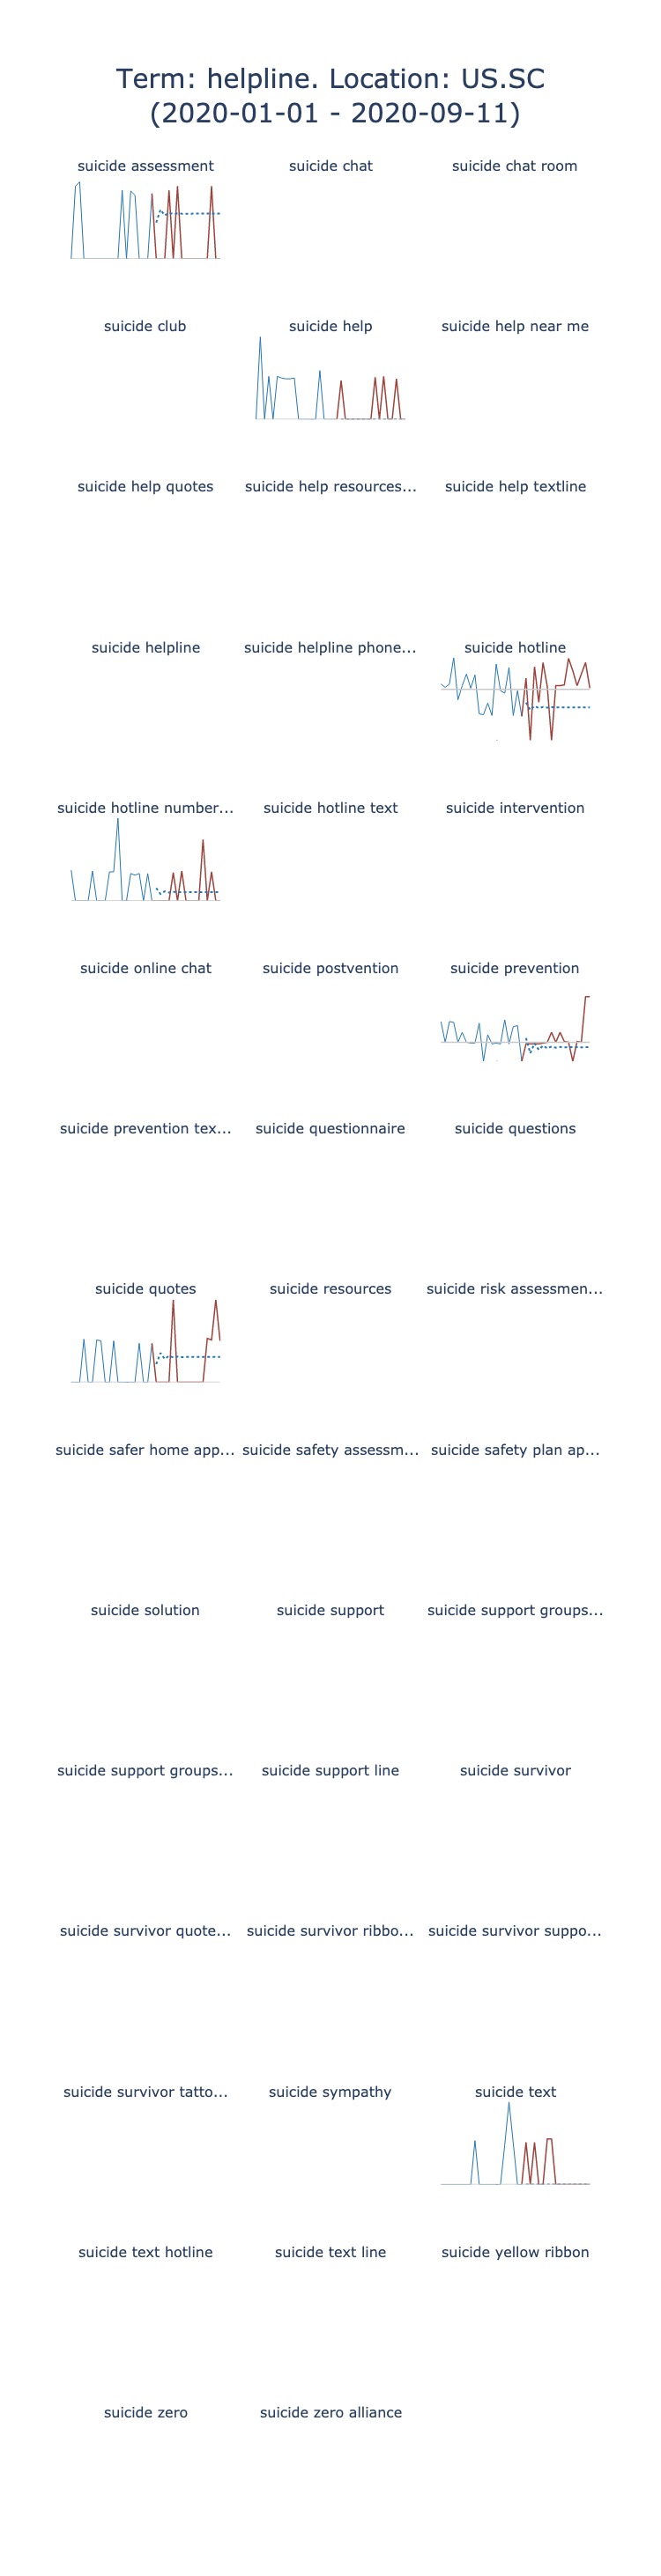 Term: helpline. Location: US.SC
(2020-01-01 - 2020-09-11)
suicide assessment
suicide chat
suicide chat room
suicide club
suicide help
suicide help near me
suicide help quotes
suicide help resources...
suicide help textline
suicide helpline
suicide helpline phone...
suicide hotline
suicide hotline number...
suicide hotline text
suicide intervention
suicide online chat
suicide postvention
suicide prevention
suicide prevention tex...
suicide questionnaire
suicide questions
suicide quotes
suicide resources
suicide risk assessmen...
suicide safer home app...
suicide safety assessm...
suicide safety plan ap...
suicide solution
suicide support
suicide support groups...
suicide support groups...
suicide support line
suicide survivor
suicide survivor quote...
suicide survivor ribbo...
suicide survivor suppo...
suicide survivor tatto...
suicide sympathy
suicide text
suicide text hotline
suicide text line
suicide yellow ribbon
suicide zero
suicide zero alliance